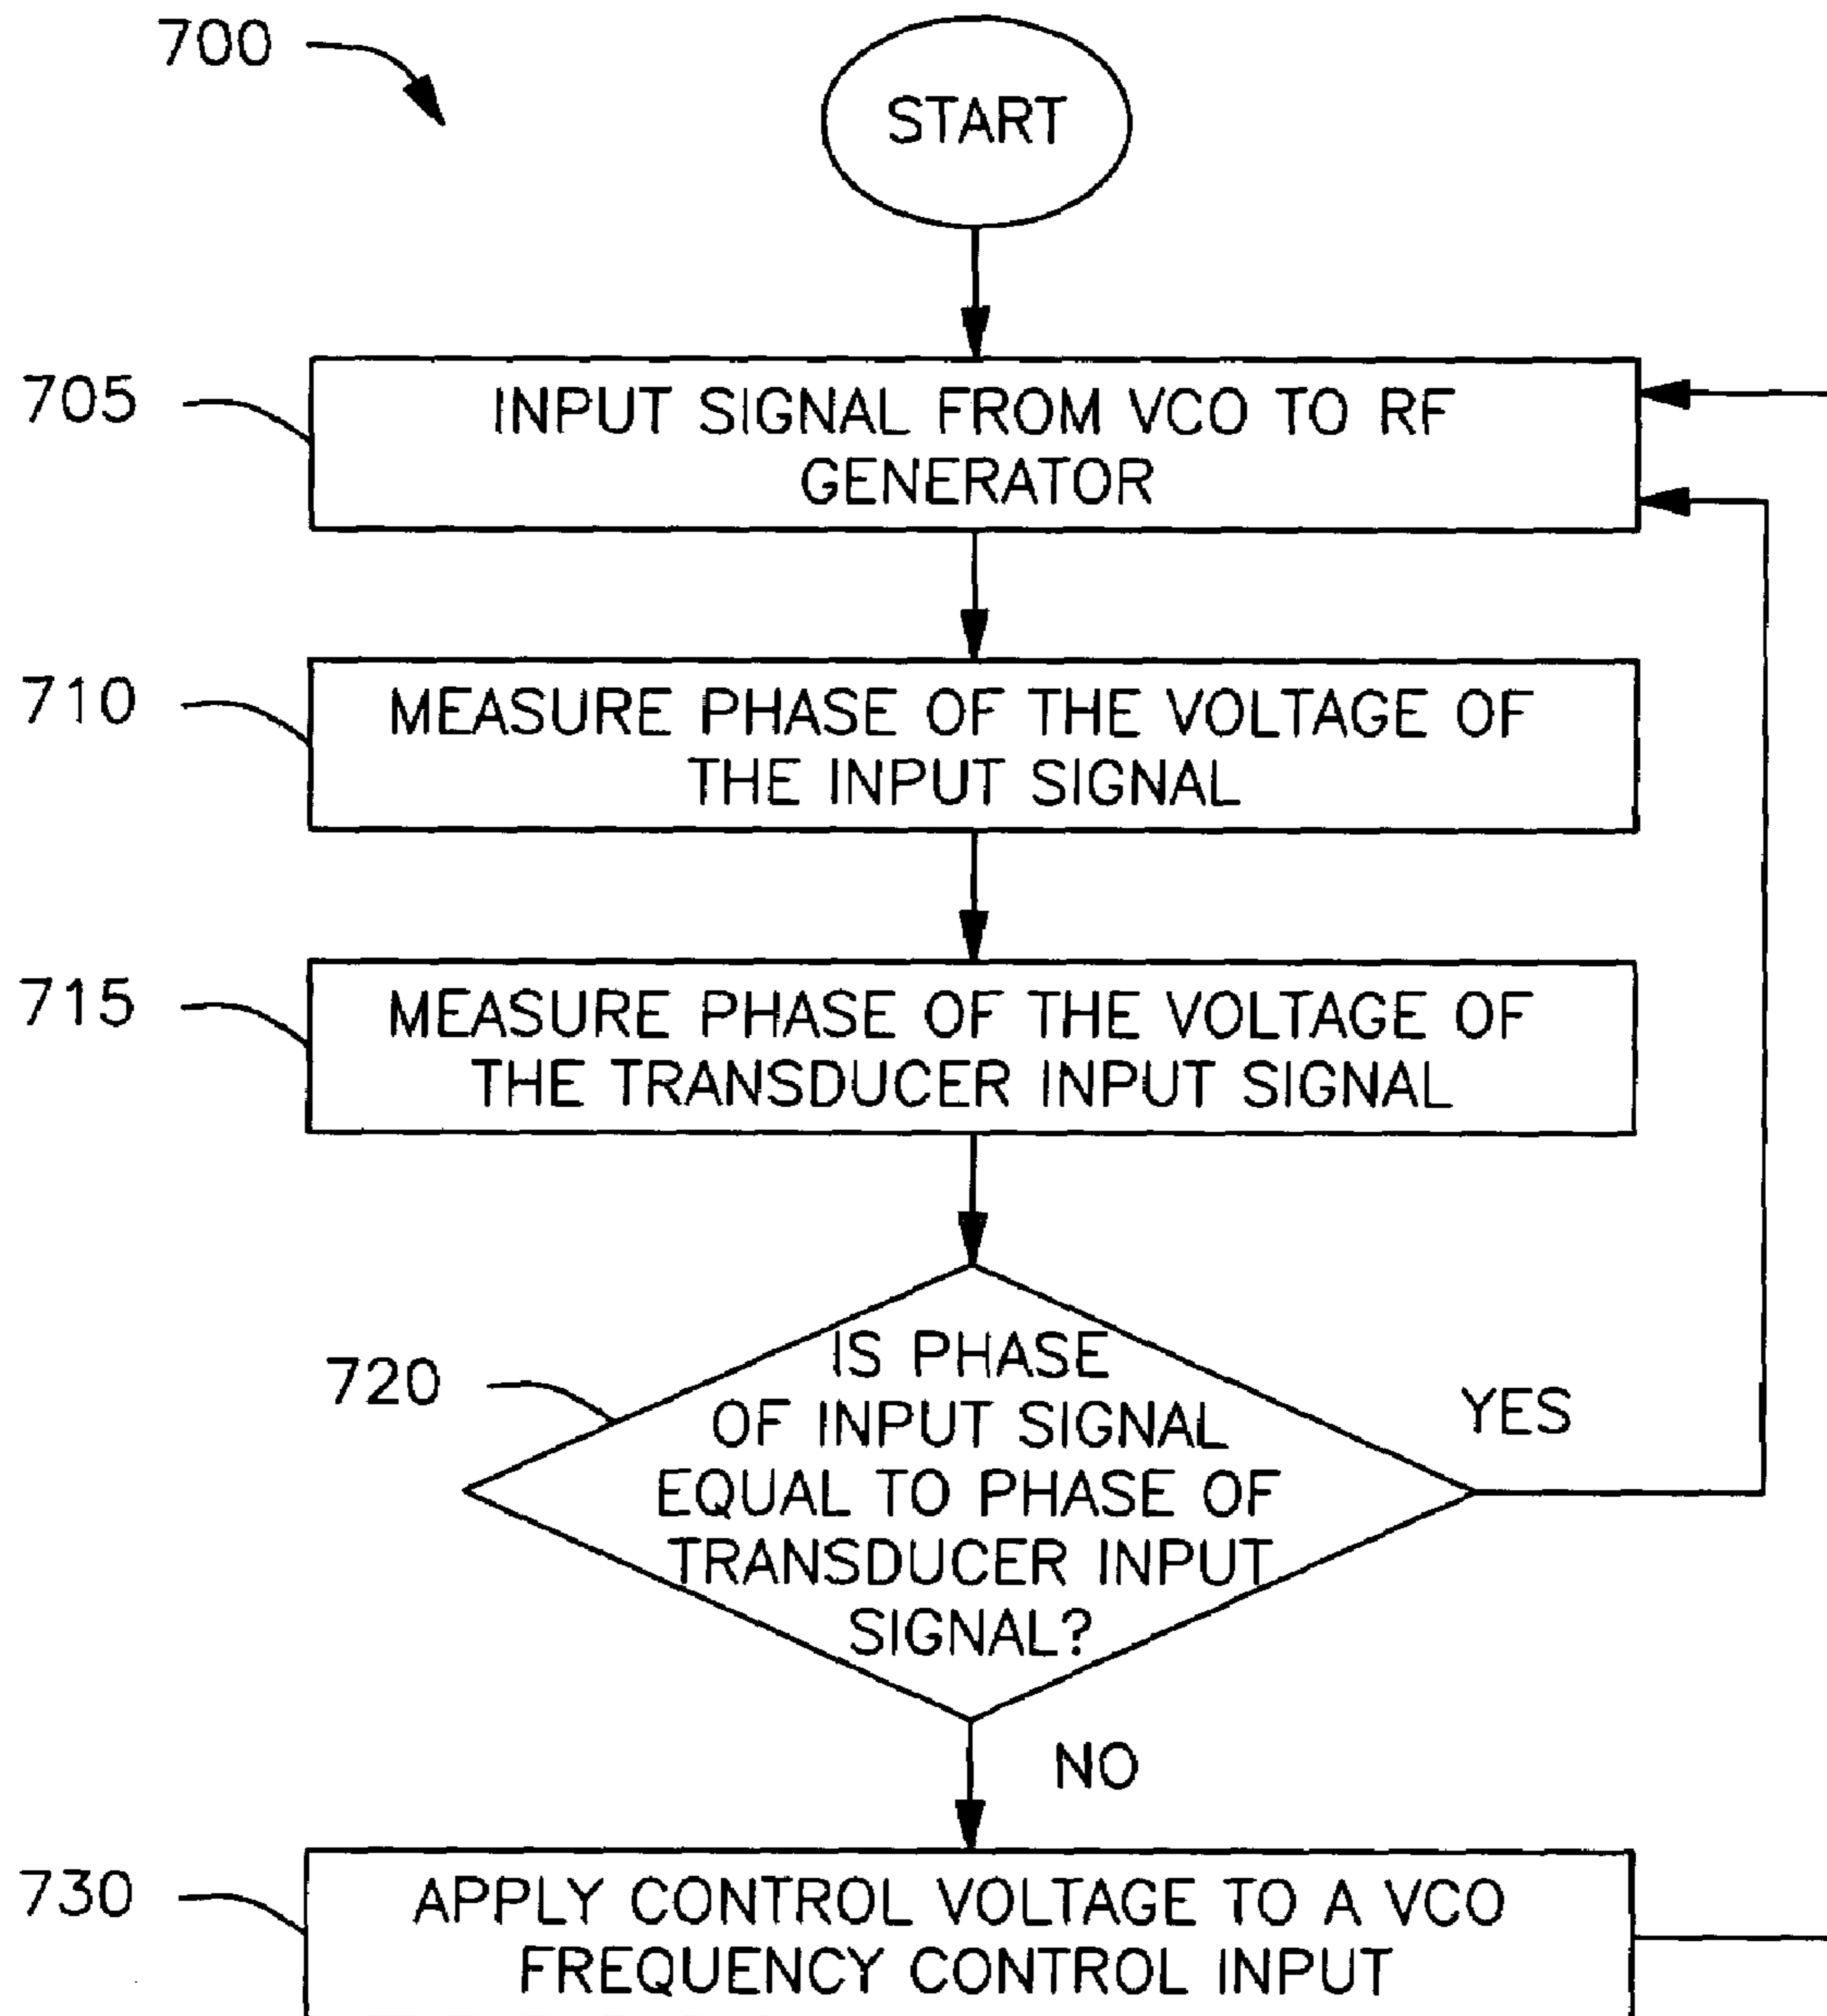 700
START
705
INPUT SIGNAL FROM VCO TO RF
GENERATOR
710
MEASURE PHASE OF THE VOLTAGE OF
THE INPUT SIGNAL
715
MEASURE PHASE OF THE VOLTAGE OF
THE TRANSDUCER INPUT SIGNAL
720
IS PHASE
OF INPUT SIGNAL
EQUAL TO PHASE OF
TRANSDUCER INPUT
SIGNAL?
YES
NO
730
APPLY CONTROL VOLTAGE TO A VCO
FREQUENCY CONTROL INPUT